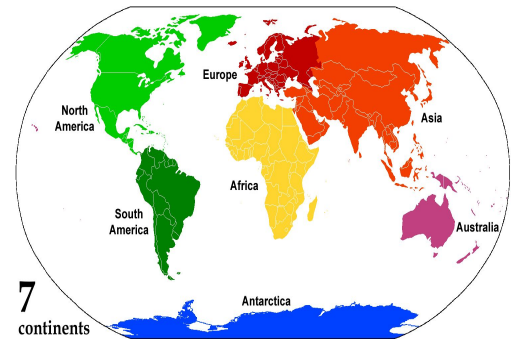 Europe
North
America
Asia
Africa
South
America
Australia
Antarctica
7
continents